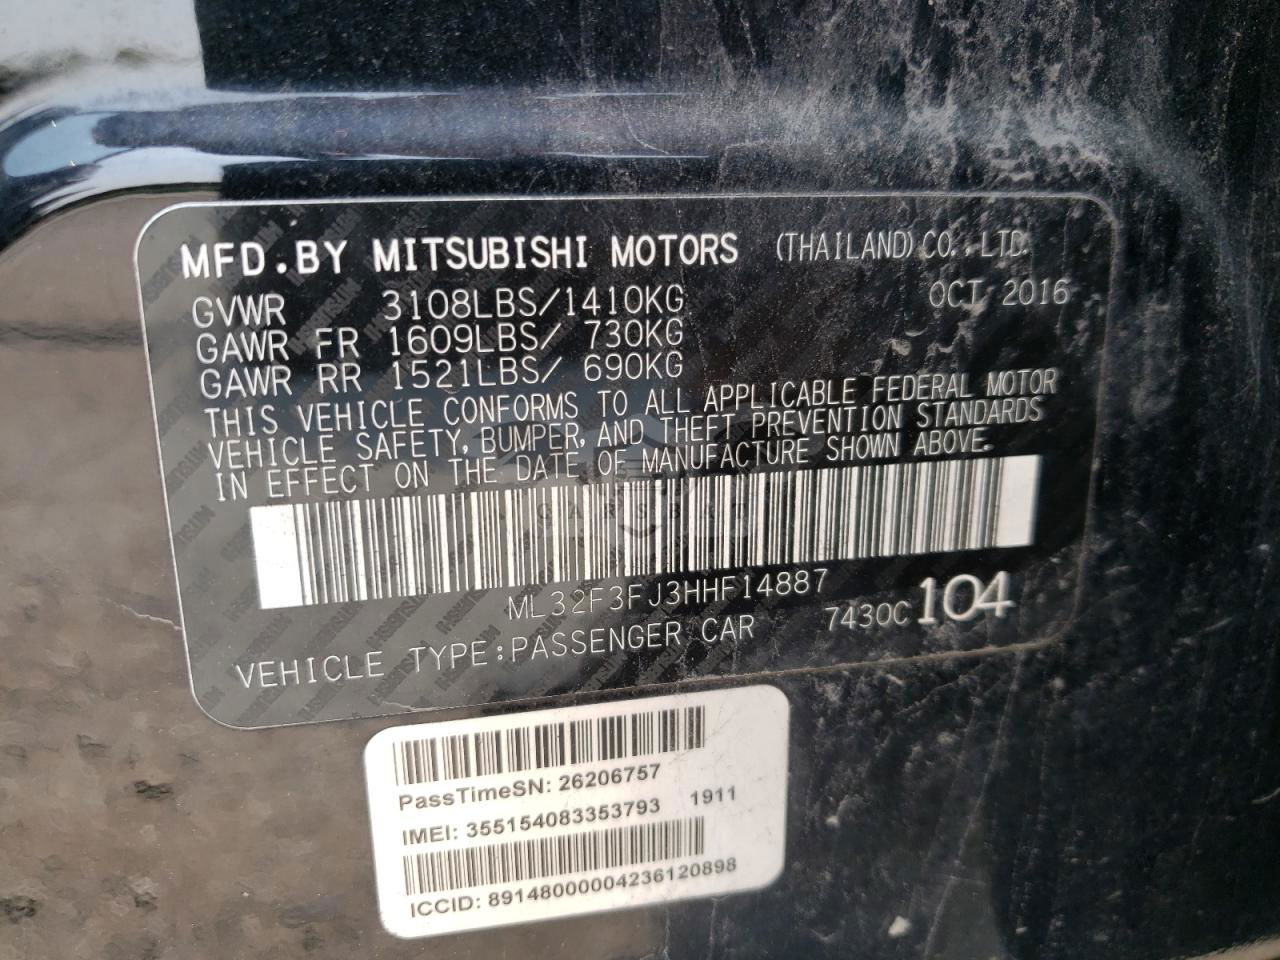 MFD.BY MITSUBISHI MOTORS (THAILAND)CO.,LTD.
GVWR 3108LBS/1410KG OCT, 2016
GAWR FR 1609LBS/ 730KG
GAWR RR 1521LBS/ 690KG
THIS VEHICLE CONFORMS TO ALL APPLICABLE FEDERAL MOTOR
VEHICLE SAFETY, BUMPER, AND THEFT PREVENTION STANDARDS
IN EFFECT ON THE DATE OF MANUFACTURE SHOWN ABOVE.
ML32F3FJ3HHF14887
7430C 104
VEHICLE TYPE:PASSENGER CAR
PassTimeSN: 26206757
IMEI: 355154083353793 1911
ICCID: 89148000004236120898